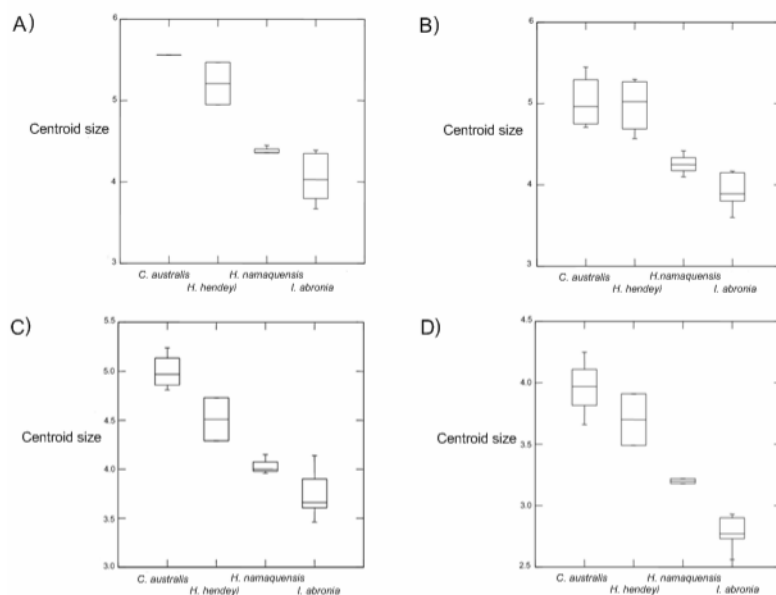 A)
5
Centroid size
4
3
C. australis H. namaquensis
H. hendeyi I. abronia
B)
5
Centroid size
4
3
C. australis H.namaquensis
H. hendeyi I. abronia
C)
5.5
5.0
4.5
Centroid size
4.0
3.5
3.0
C. australis H. namaquensis
H. hendeyi I. abronia
D)
4.5
4.0
Centroid size
3.5
3.0
2.5
C. australis H. namaquensis
H. hendeyi I. abronia